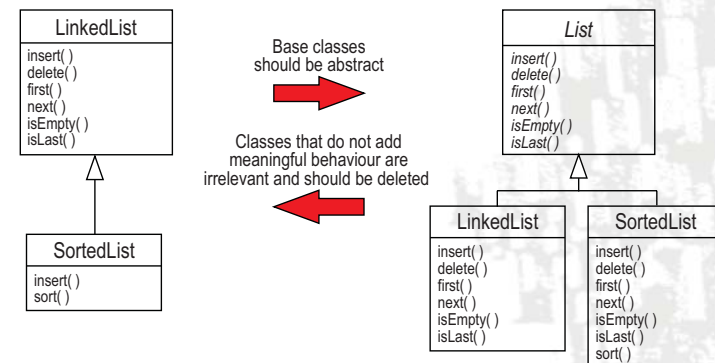 LinkedList
insert( )
delete( )
first( )
next( )
isEmpty( )
isLast( )
SortedList
insert( )
sort( )
Base classes
should be abstract
Classes that do not add
meaningful behaviour are
irrelevant and should be deleted
List
insert( )
delete( )
first( )
next( )
isEmpty( )
isLast( )
LinkedList
insert( )
delete( )
first( )
next( )
isEmpty( )
isLast( )
SortedList
insert( )
delete( )
first( )
next( )
isEmpty( )
isLast( )
sort( )